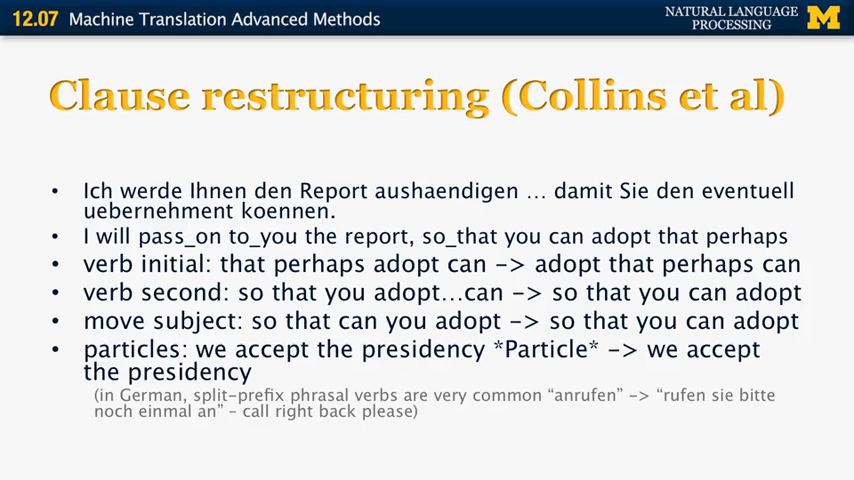 12.07 Machine Translation Advanced Methods
NATURAL LANGUAGE
PROCESSING
M
Clause restructuring (Collins et al)
• Ich werde Ihnen den Report aushaendigen … damit Sie den eventuell
uebernehment koennen.
• I will pass_on to_you the report, so_that you can adopt that perhaps
• verb initial: that perhaps adopt can –> adopt that perhaps can
• verb second: so that you adopt…can –> so that you can adopt
• move subject: so that can you adopt –> so that you can adopt
• particles: we accept the presidency *Particle* –> we accept
the presidency
(in German, split-prefix phrasal verbs are very common “anrufen” –> “rufen sie bitte
noch einmal an” – call right back please)